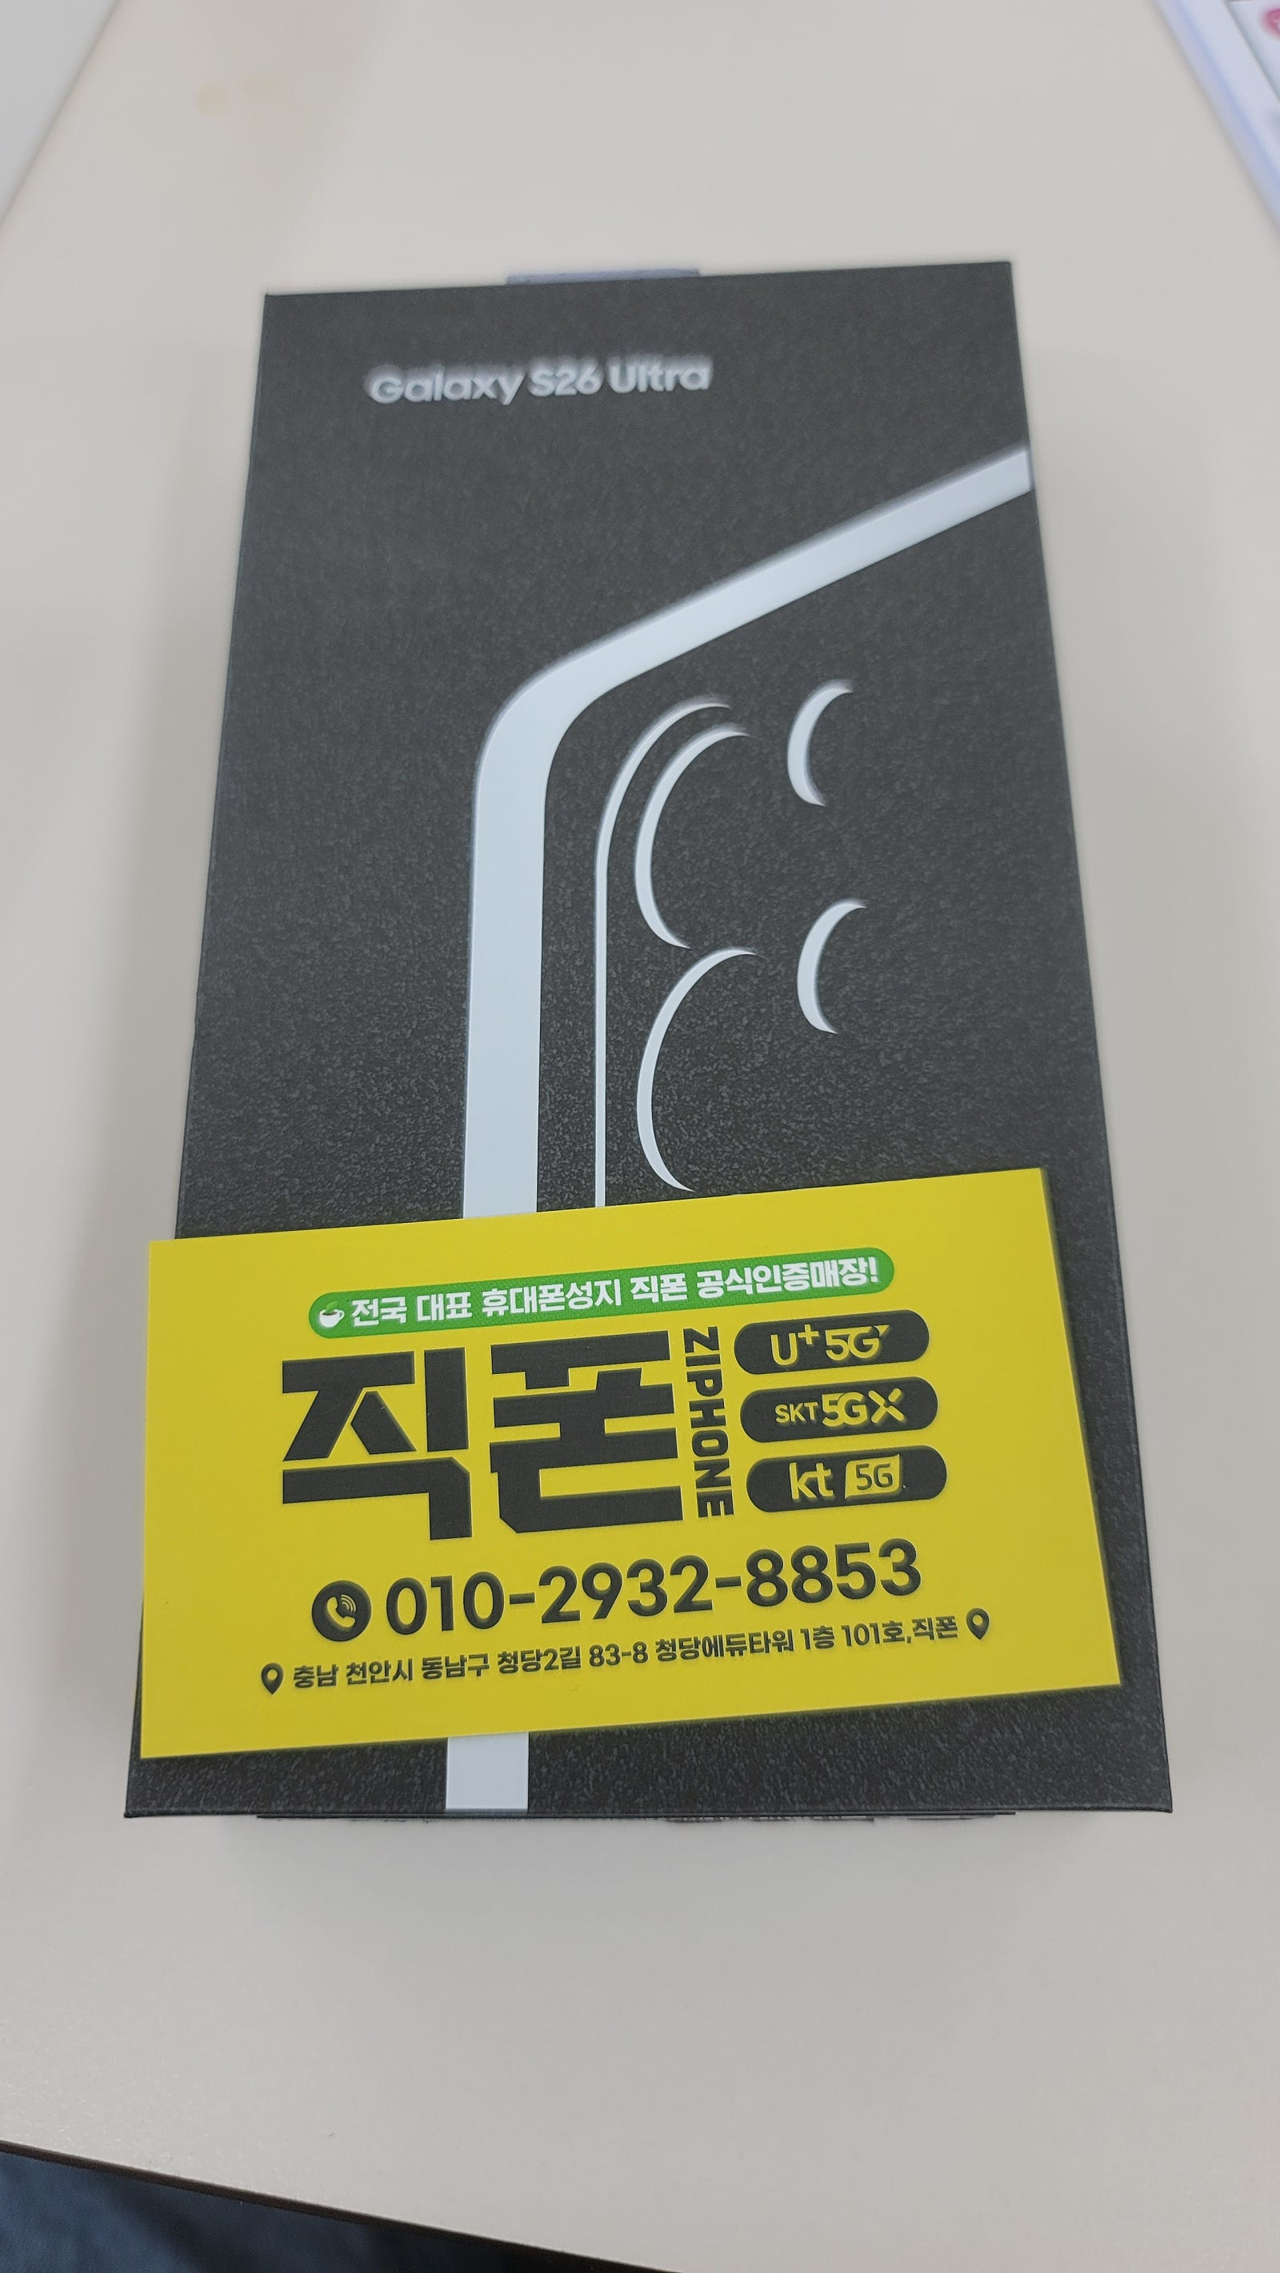 Galaxy S26 Ultra
전국 대표 휴대폰성지 직폰 공식인증매장!
직폰
ZIPHONE
U+5G
SKT 5GX
kt 5G
010-2932-8853
충남 천안시 동남구 청당2길 83-8 청당에듀타워 1층 101호,직폰